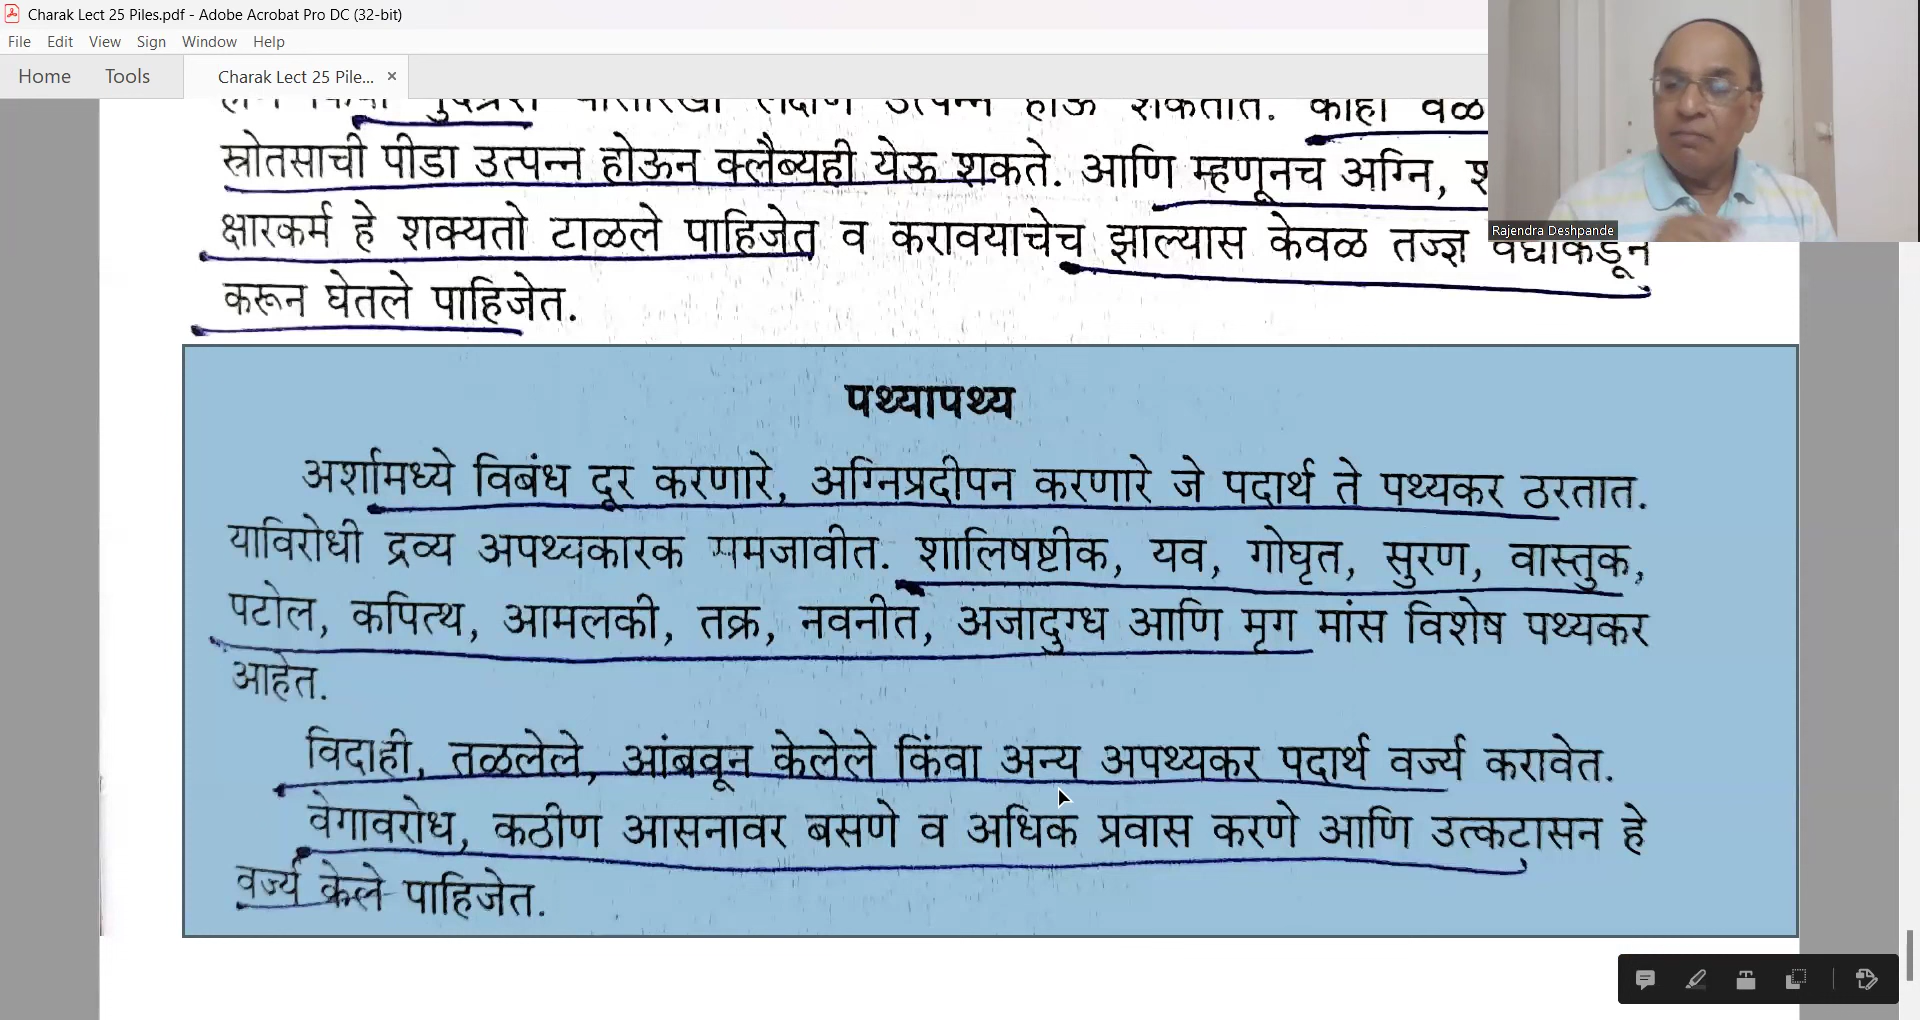 Charak Lect 25 Piles.pdf - Adobe Acrobat Pro DC (32-bit)
File Edit View Sign Window Help
Home Tools Charak Lect 25 Pile... ×
उत्पन्न होऊ शकतात. काही वेळ
स्रोतसाची पीडा उत्पन्न होऊन क्लैब्यही येऊ शकते. आणि म्हणूनच अग्नि,
क्षारकर्म हे शक्यतो टाळले पाहिजेत व करावयाचेच झाल्यास केवळ तज्ज्ञ
करून घेतले पाहिजेत.
Rajendra Deshpande
पथ्यापथ्य
अर्शामध्ये विबंध दूर करणारे, अग्निप्रदीपन करणारे जे पदार्थ ते पथ्यकर ठरतात.
याविरोधी द्रव्य अपथ्यकारक समजावीत. शालिषष्टीक, यव, गोघृत, सुरण, वास्तुक,
पटोल, कपित्थ, आमलकी, तक्र, नवनीत, अजादुग्ध आणि मृग मांस विशेष पथ्यकर
आहेत.
विदाही, तळलेले, आंबवून केलेले किंवा अन्य अपथ्यकर पदार्थ वर्ज्य करावेत.
वेगावरोध, कठीण आसनावर बसणे व अधिक प्रवास करणे आणि उत्कटासन हे
वर्ज्य केले पाहिजेत.